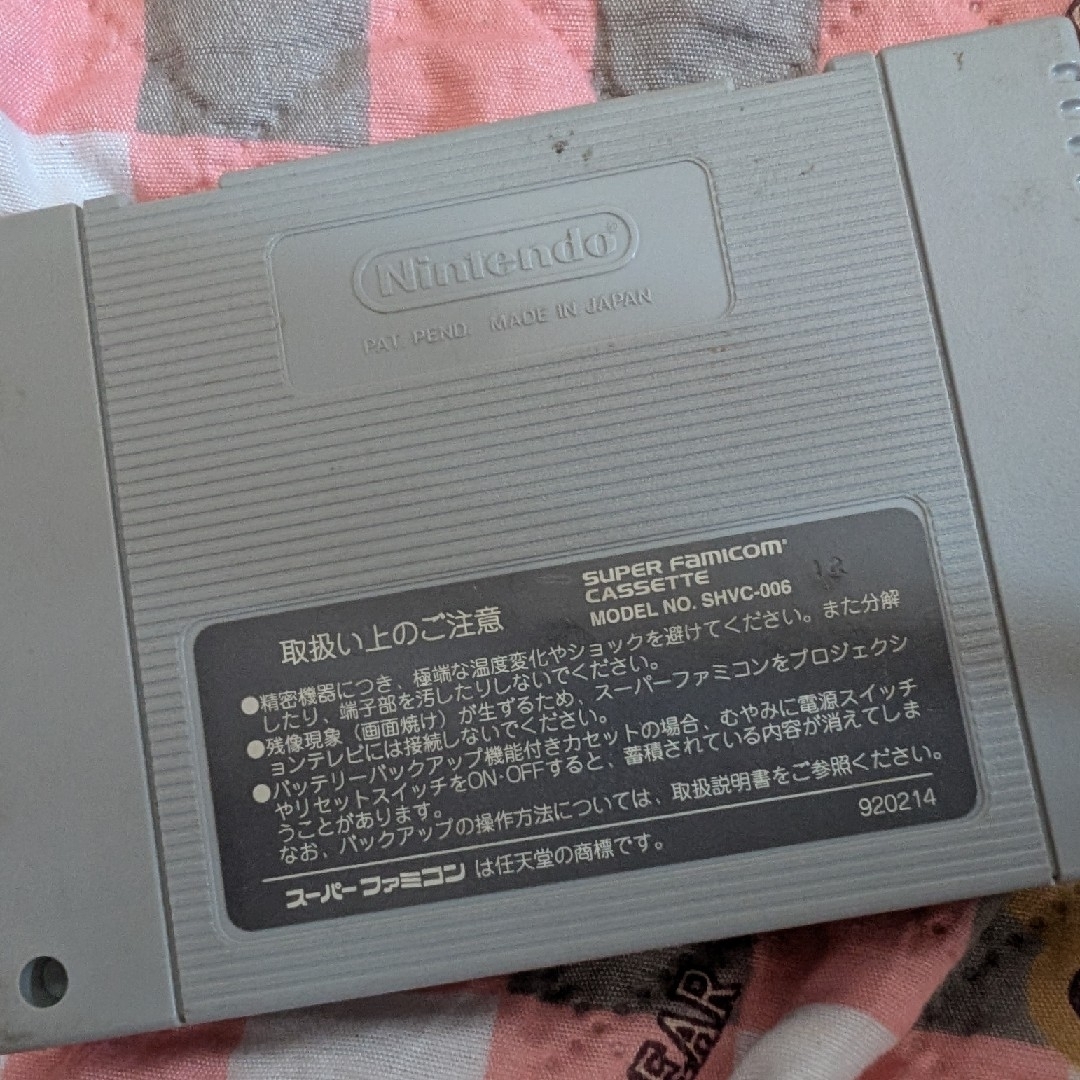 Nintendo®
PAT. PEND. MADE IN JAPAN
SUPER Famicom
CASSETTE
MODEL NO. SHVC-006
12
取扱い上のご注意
●精密機器につき、極端な温度変化やショックを避けてください。また分解
したり、端子部を汚したりしないでください。
●残像現象(画面焼け)が生ずるため、スーパーファミコンをプロジェクシ
ョンテレビには接続しないでください。
●バッテリーバックアップ機能付きカセットの場合、むやみに電源スイッチ
やリセットスイッチをON・OFFすると、蓄積されている内容が消えてしま
うことがあります。
なお、バックアップの操作方法については、取扱説明書をご参照ください。
920214
スーパーファミコン は任天堂の商標です。
EAR